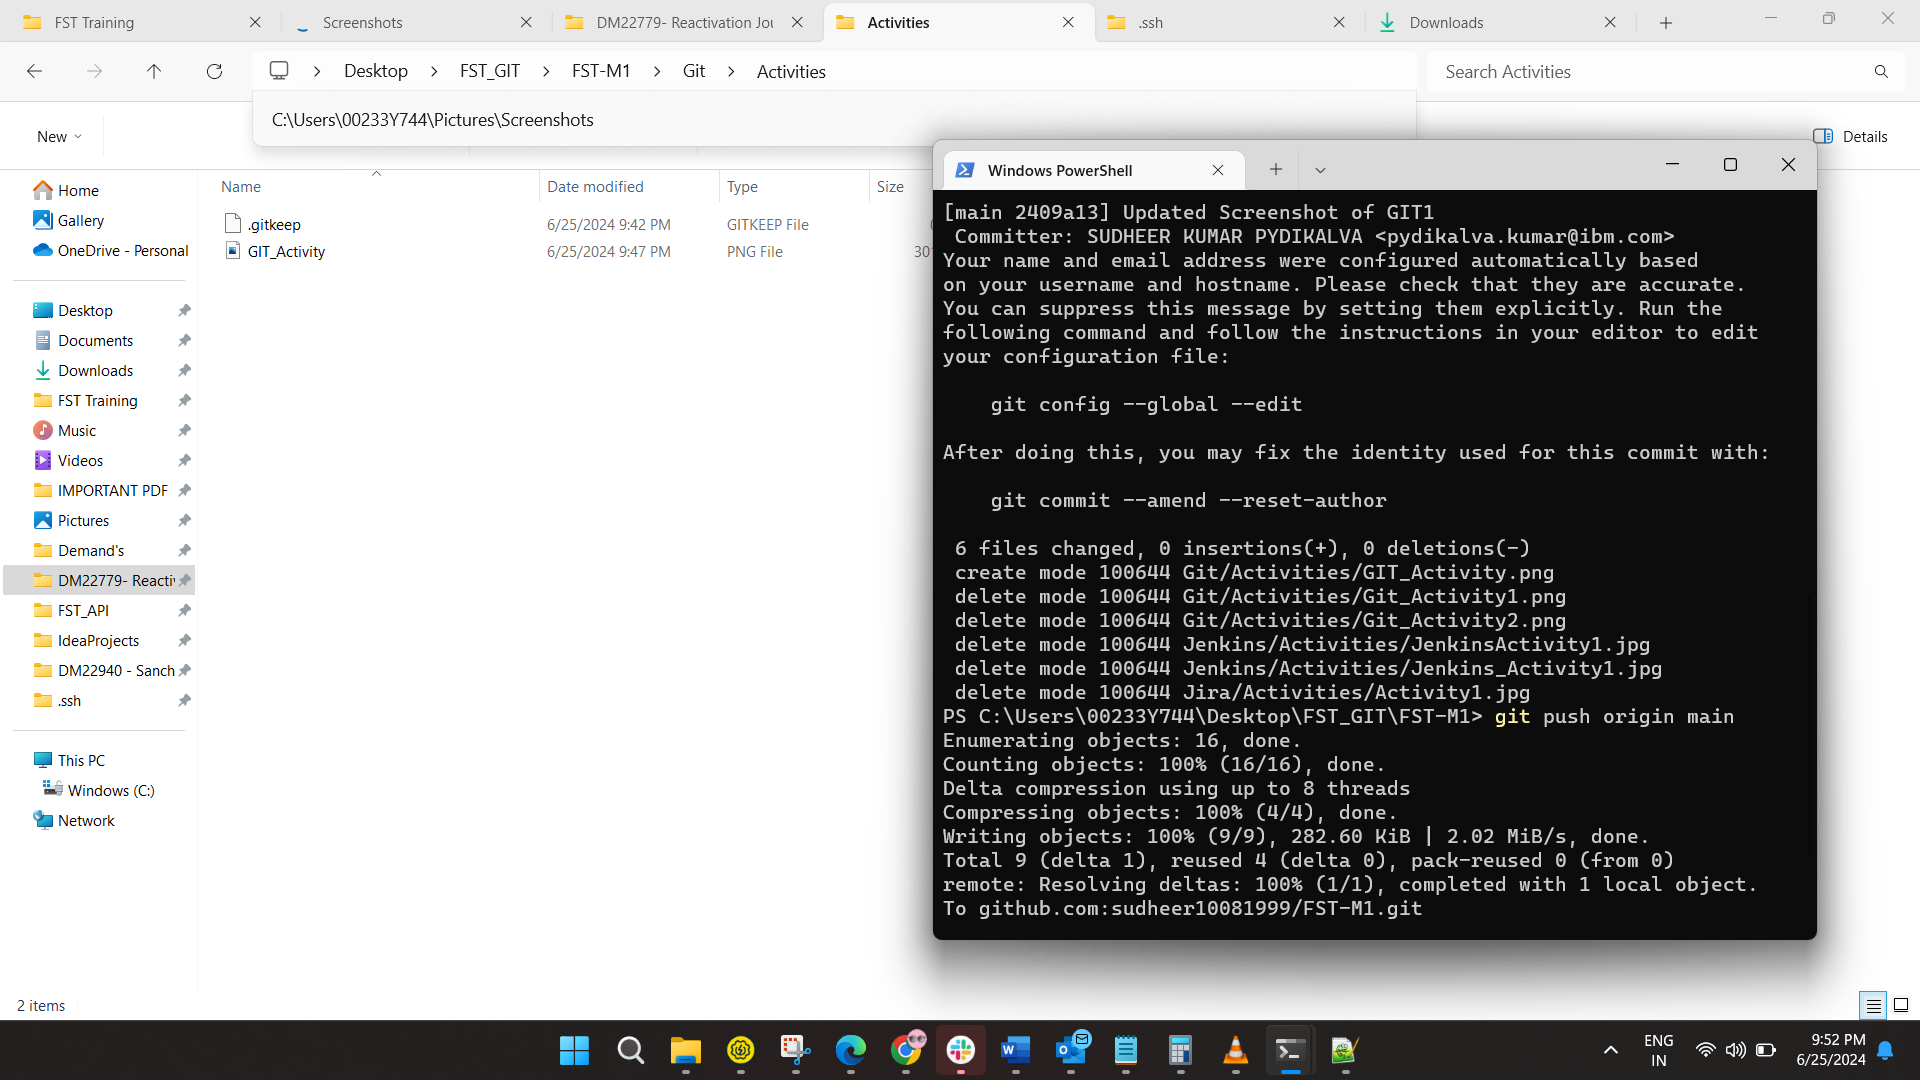 FST Training
Screenshots
DM22779- Reactivation Jou
Activities
.ssh
Downloads
Desktop > FST_GIT > FST-M1 > Git > Activities
Search Activities
C:\Users\00233Y744\Pictures\Screenshots
New
Details
Name
Date modified
Type
Size
.gitkeep 6/25/2024 9:42 PM GITKEEP File
GIT_Activity 6/25/2024 9:47 PM PNG File
Home
Gallery
OneDrive - Personal
Desktop
Documents
Downloads
FST Training
Music
Videos
IMPORTANT PDF
Pictures
Demand's
DM22779- Reactiv
FST_API
IdeaProjects
DM22940 - Sanch
.ssh
This PC
Windows (C:)
Network
2 items
Windows PowerShell
[main 2409a13] Updated Screenshot of GIT1
Committer: SUDHEER KUMAR PYDIKALVA <pydikalva.kumar@ibm.com>
Your name and email address were configured automatically based
on your username and hostname. Please check that they are accurate.
You can suppress this message by setting them explicitly. Run the
following command and follow the instructions in your editor to edit
your configuration file:
git config --global --edit
After doing this, you may fix the identity used for this commit with:
git commit --amend --reset-author
6 files changed, 0 insertions(+), 0 deletions(-)
create mode 100644 Git/Activities/GIT_Activity.png
delete mode 100644 Git/Activities/Git_Activity1.png
delete mode 100644 Git/Activities/Git_Activity2.png
delete mode 100644 Jenkins/Activities/JenkinsActivity1.jpg
delete mode 100644 Jenkins/Activities/Jenkins_Activity1.jpg
delete mode 100644 Jira/Activities/Activity1.jpg
PS C:\Users\00233Y744\Desktop\FST_GIT\FST-M1> git push origin main
Enumerating objects: 16, done.
Counting objects: 100% (16/16), done.
Delta compression using up to 8 threads
Compressing objects: 100% (4/4), done.
Writing objects: 100% (9/9), 282.60 KiB | 2.02 MiB/s, done.
Total 9 (delta 1), reused 4 (delta 0), pack-reused 0 (from 0)
remote: Resolving deltas: 100% (1/1), completed with 1 local object.
To github.com:sudheer10081999/FST-M1.git
ENG
IN
9:52 PM
6/25/2024